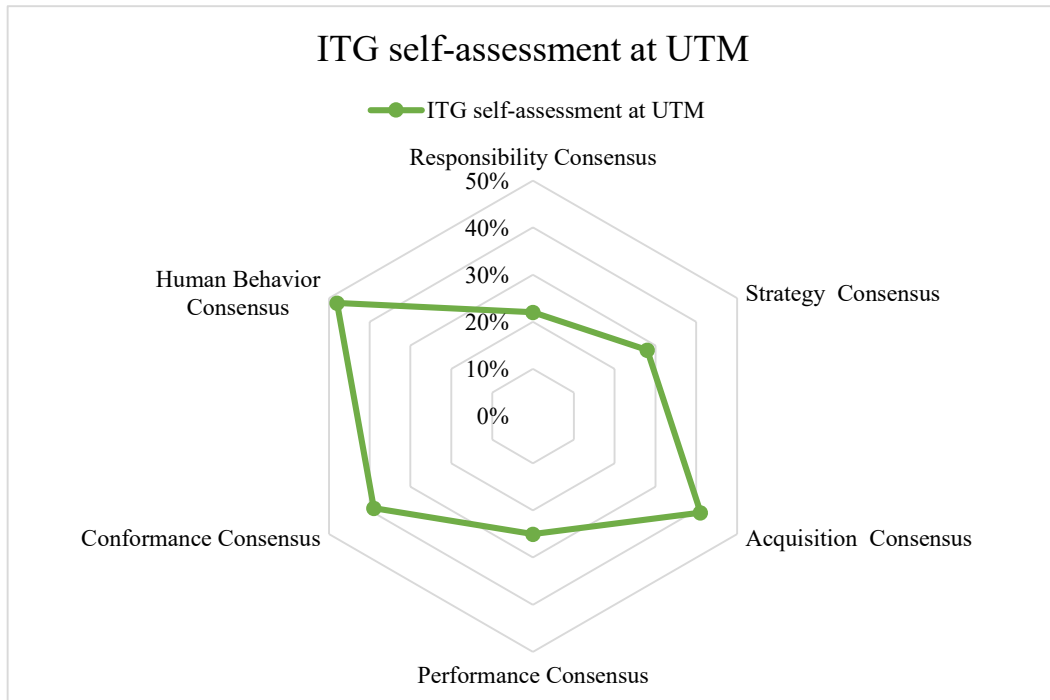 ITG self-assessment at UTM
ITG self-assessment at UTM
Responsibility Consensus
50%
40%
30%
20%
10%
0%
Human Behavior
Consensus
Strategy  Consensus
Conformance Consensus
Acquisition  Consensus
Performance Consensus